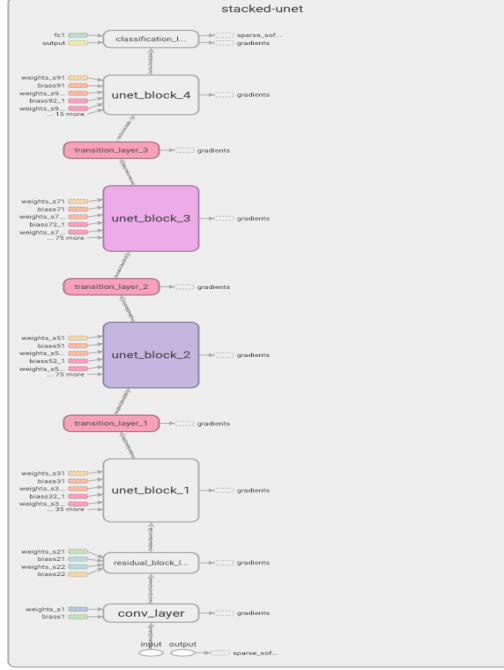 stacked-unet
fc1
output
classification_l...
sparse_sof...
gradients
weights_s91
biass91
weights_s9...
biass92_1
weights_s9...
... 15 more
unet_block_4
gradients
transition_layer_3
gradients
weights_s71
biass71
weights_s7...
biass72_1
weights_s7...
... 75 more
unet_block_3
gradients
transition_layer_2
gradients
weights_s51
biass51
weights_s5...
biass52_1
weights_s5...
... 75 more
unet_block_2
gradients
transition_layer_1
gradients
weights_s31
biass31
weights_s3...
biass32_1
weights_s3...
... 35 more
unet_block_1
gradients
weights_s21
biass21
weights_s22
biass22
residual_block_l...
gradients
weights_s1
biass1
conv_layer
gradients
input
output
sparse_sof...